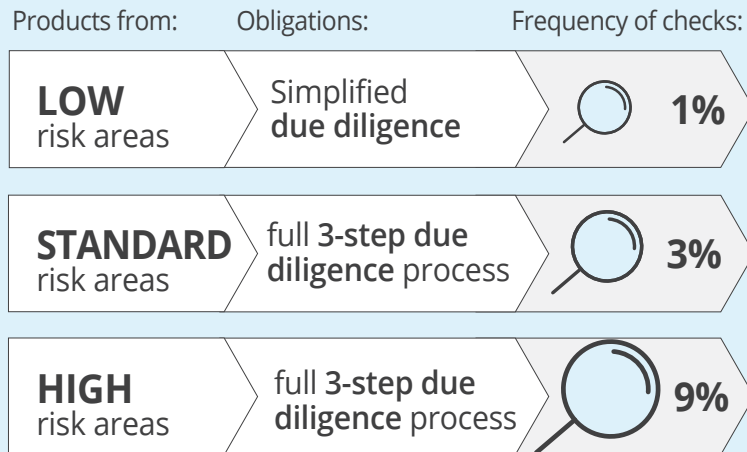 Products from: Obligations: Frequency of checks:
LOW
risk areas
Simplified
due diligence
1%
STANDARD
risk areas
full 3-step due
diligence process
3%
HIGH
risk areas
full 3-step due
diligence process
9%